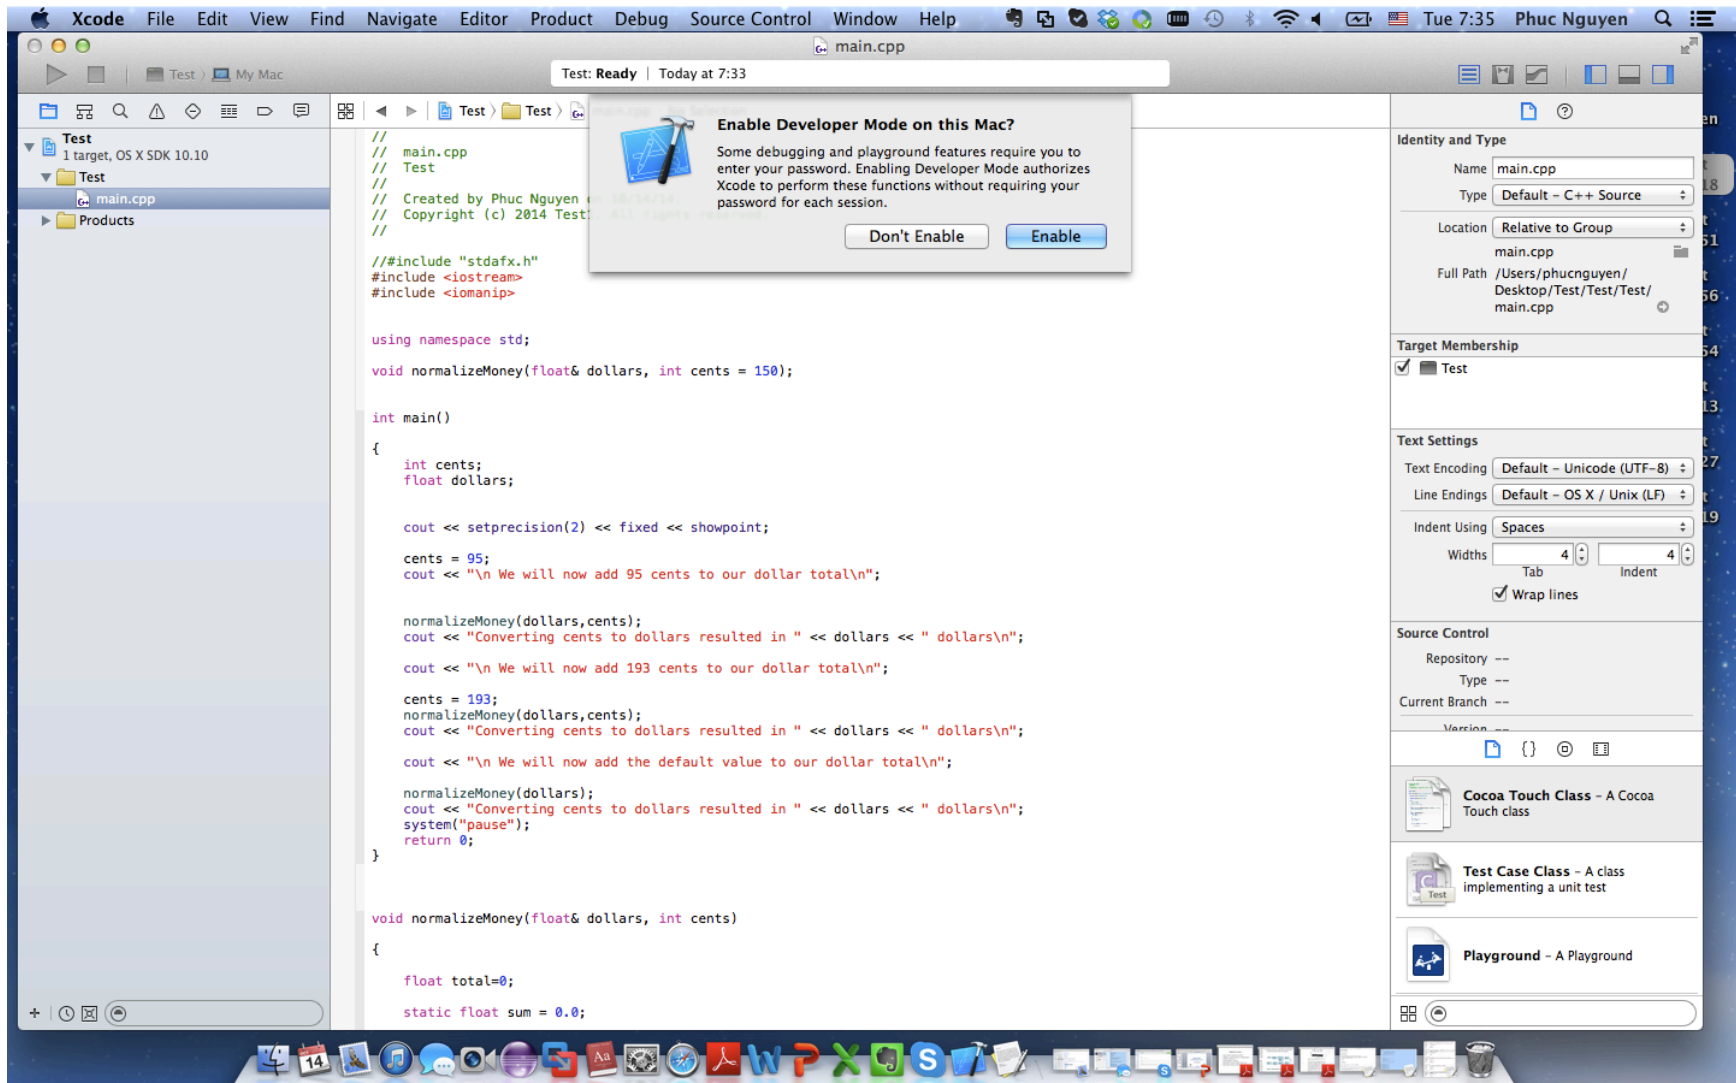 Xcode File Edit View Find Navigate Editor Product Debug Source Control Window Help Tue 7:35 Phuc Nguyen
main.cpp
Test My Mac
Test: Ready | Today at 7:33
Test Test
Test
1 target, OS X SDK 10.10
Test
main.cpp
Products
Enable Developer Mode on this Mac?
Some debugging and playground features require you to
enter your password. Enabling Developer Mode authorizes
Xcode to perform these functions without requiring your
password for each session.
Don't Enable Enable
//
// main.cpp
// Test
//
// Created by Phuc Nguyen on 10/14/14.
// Copyright (c) 2014 Test. All rights reserved.
//
//#include "stdafx.h"
#include <iostream>
#include <iomanip>
using namespace std;
void normalizeMoney(float& dollars, int cents = 150);
int main()
{
int cents;
float dollars;
cout << setprecision(2) << fixed << showpoint;
cents = 95;
cout << "\n We will now add 95 cents to our dollar total\n";
normalizeMoney(dollars,cents);
cout << "Converting cents to dollars resulted in " << dollars << " dollars\n";
cout << "\n We will now add 193 cents to our dollar total\n";
cents = 193;
normalizeMoney(dollars,cents);
cout << "Converting cents to dollars resulted in " << dollars << " dollars\n";
cout << "\n We will now add the default value to our dollar total\n";
normalizeMoney(dollars);
cout << "Converting cents to dollars resulted in " << dollars << " dollars\n";
system("pause");
return 0;
}
void normalizeMoney(float& dollars, int cents)
{
float total=0;
static float sum = 0.0;
Identity and Type
Name main.cpp
Type Default - C++ Source
Location Relative to Group
main.cpp
Full Path /Users/phucnguyen/
Desktop/Test/Test/Test/
main.cpp
Target Membership
Test
Text Settings
Text Encoding Default - Unicode (UTF-8)
Line Endings Default - OS X / Unix (LF)
Indent Using Spaces
Widths 4 4
Tab Indent
Wrap lines
Source Control
Repository --
Type --
Current Branch --
Version --
{}
Cocoa Touch Class - A Cocoa
Touch class
Test Case Class - A class
implementing a unit test
Test
Playground - A Playground
14
Aa